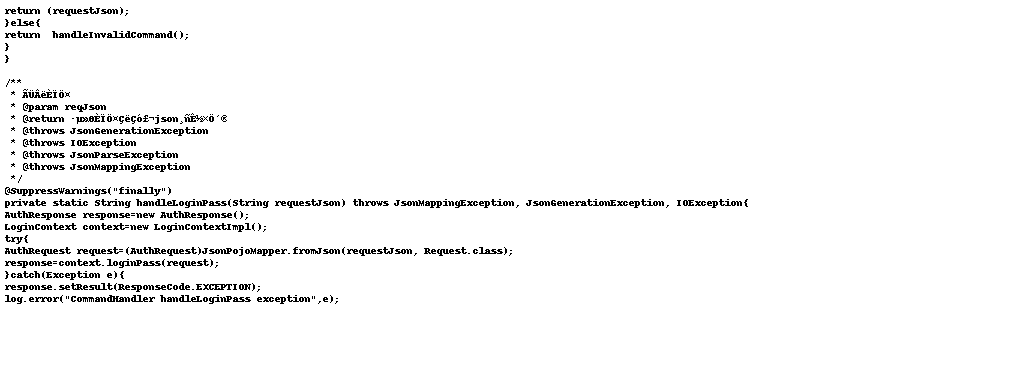 return (requestJson);
}else{
return  handleInvalidCommand();
}
}

/**
 * ÃÜÂëÈÏÖ¤
 * @param reqJson
 * @return ·µ»ØÈÏÖ¤ÇëÇó£¬json¸ñÊ½×Ö´®
 * @throws JsonGenerationException
 * @throws IOException
 * @throws JsonParseException
 * @throws JsonMappingException
 */
@SuppressWarnings("finally")
private static String handleLoginPass(String requestJson) throws JsonMappingException, JsonGenerationException, IOException{
AuthResponse response=new AuthResponse();
LoginContext context=new LoginContextImpl();
try{
AuthRequest request=(AuthRequest)JsonPojoMapper.fromJson(requestJson, Request.class);
response=context.loginPass(request);
}catch(Exception e){
response.setResult(ResponseCode.EXCEPTION);
log.error("CommandHandler handleLoginPass exception",e);